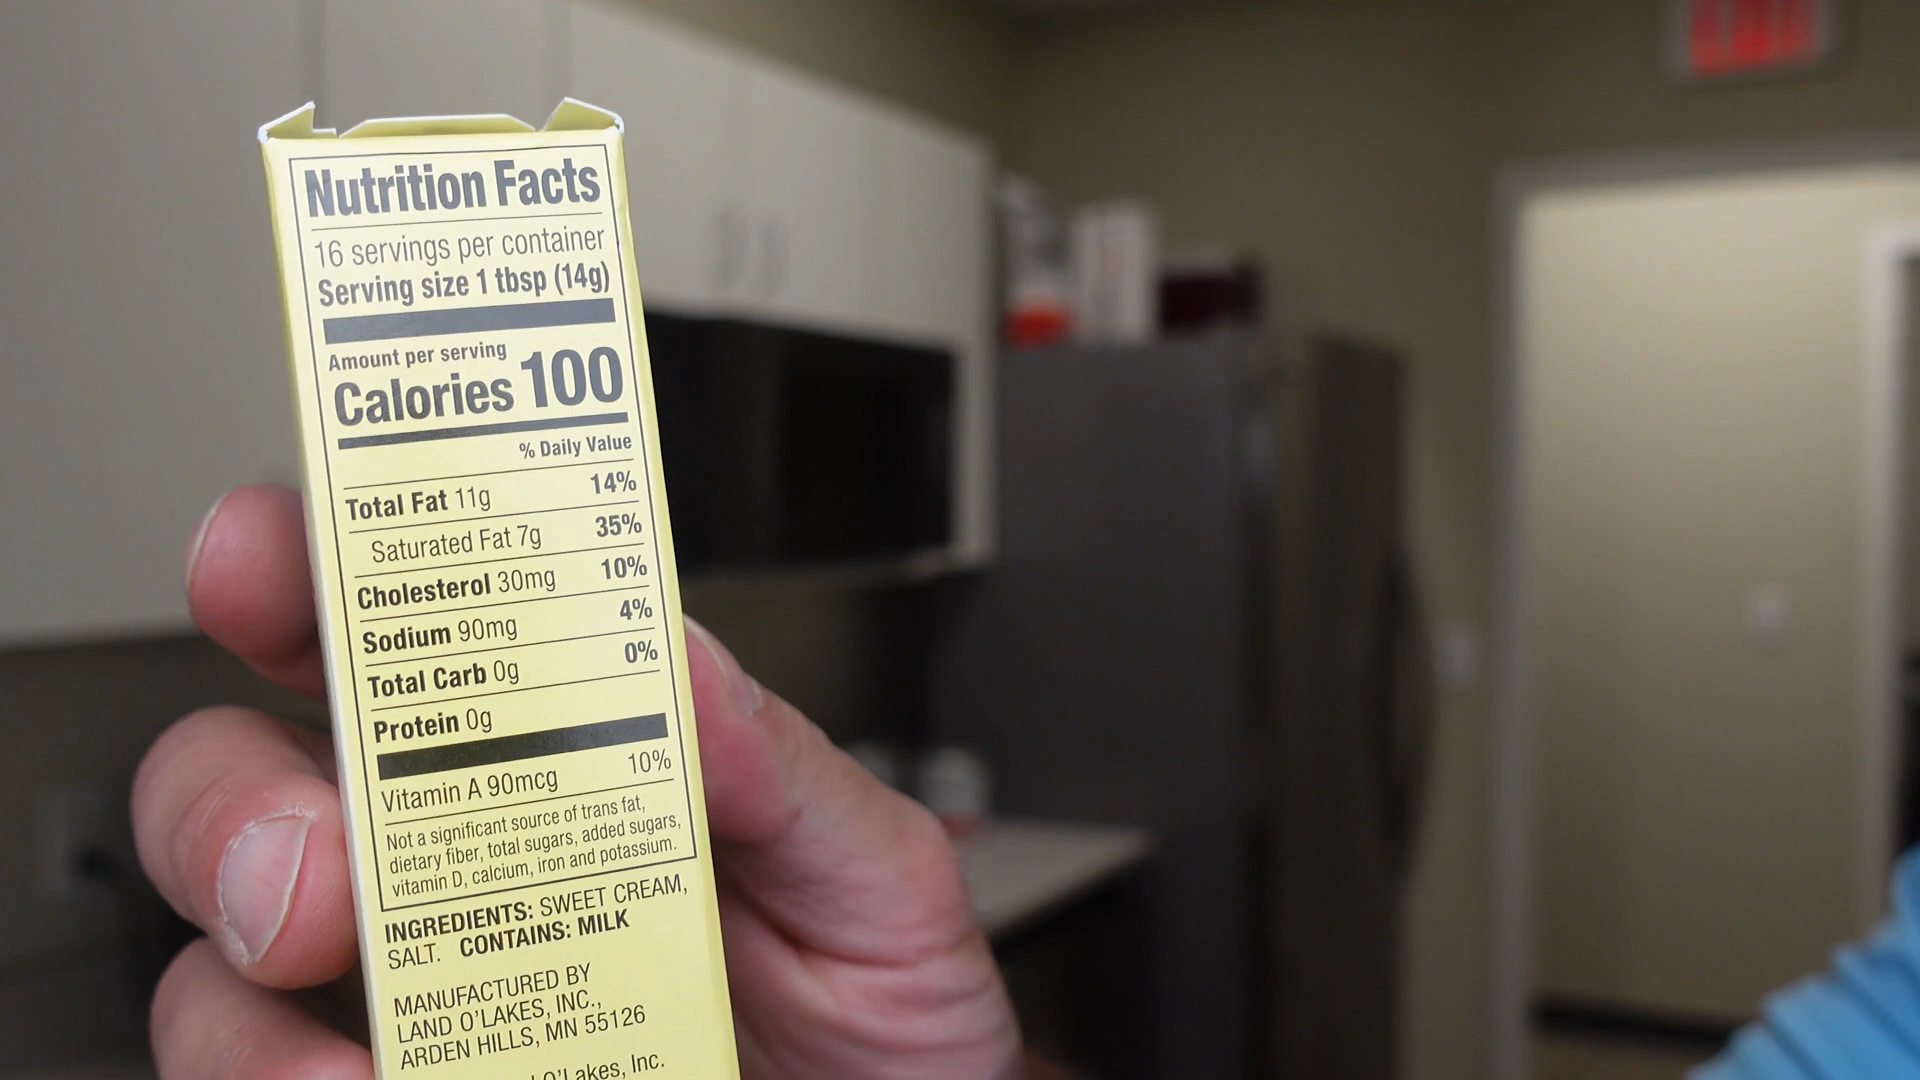 Nutrition Facts
16 servings per container
Serving size 1 tbsp (14g)
Amount per serving
Calories 100
% Daily Value
Total Fat 11g 14%
Saturated Fat 7g 35%
Cholesterol 30mg 10%
Sodium 90mg 4%
Total Carb 0g 0%
Protein 0g
Vitamin A 90mcg 10%
Not a significant source of trans fat,
dietary fiber, total sugars, added sugars,
vitamin D, calcium, iron and potassium.
INGREDIENTS: SWEET CREAM,
SALT. CONTAINS: MILK
MANUFACTURED BY
LAND O'LAKES, INC.,
ARDEN HILLS, MN 55126
O'Lakes, Inc.